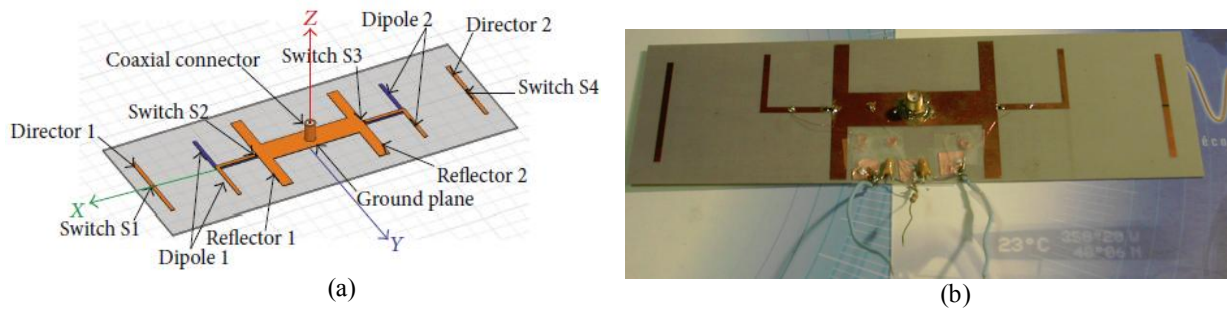 Dipole 2
Director 2
Z
Coaxial connector
Switch S3
Switch S4
Switch S2
Director 1
Reflector 2
X
Ground plane
Switch S1
Reflector 1
Y
Dipole 1
23°C
(a)
(b)